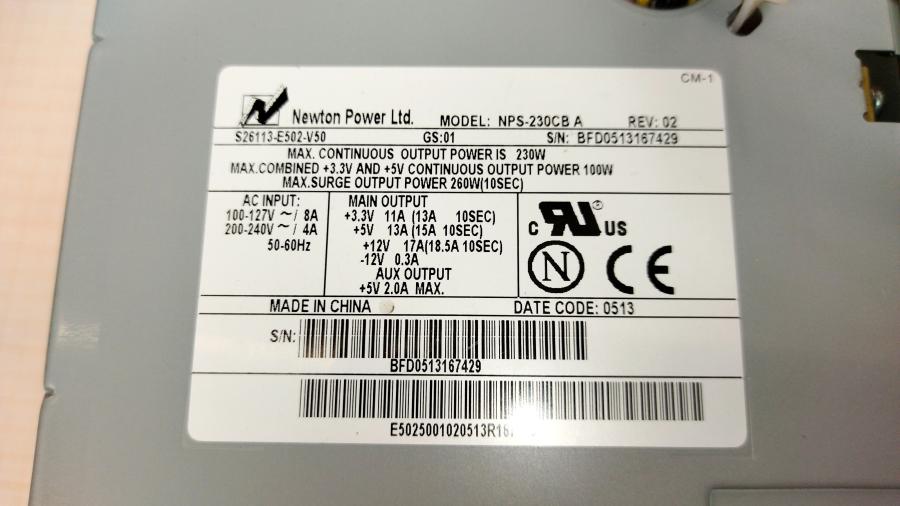 CM-1
Newton Power Ltd. MODEL: NPS-230CB A REV: 02
S26113-E502-V50 GS:01 S/N: BFD0513167429
MAX. CONTINUOUS OUTPUT POWER IS 230W
MAX.COMBINED +3.3V AND +5V CONTINUOUS OUTPUT POWER 100W
MAX.SURGE OUTPUT POWER 260W(10SEC)
AC INPUT:
100-127V ~/ 8A
200-240V ~/ 4A
50-60Hz
MAIN OUTPUT
+3.3V 11A (13A 10SEC)
+5V 13A (15A 10SEC)
+12V 17A(18.5A 10SEC)
-12V 0.3A
AUX OUTPUT
+5V 2.0A MAX.
c RU ® US
N CE
MADE IN CHINA DATE CODE: 0513
S/N:
BFD0513167429
E5025001020513R16